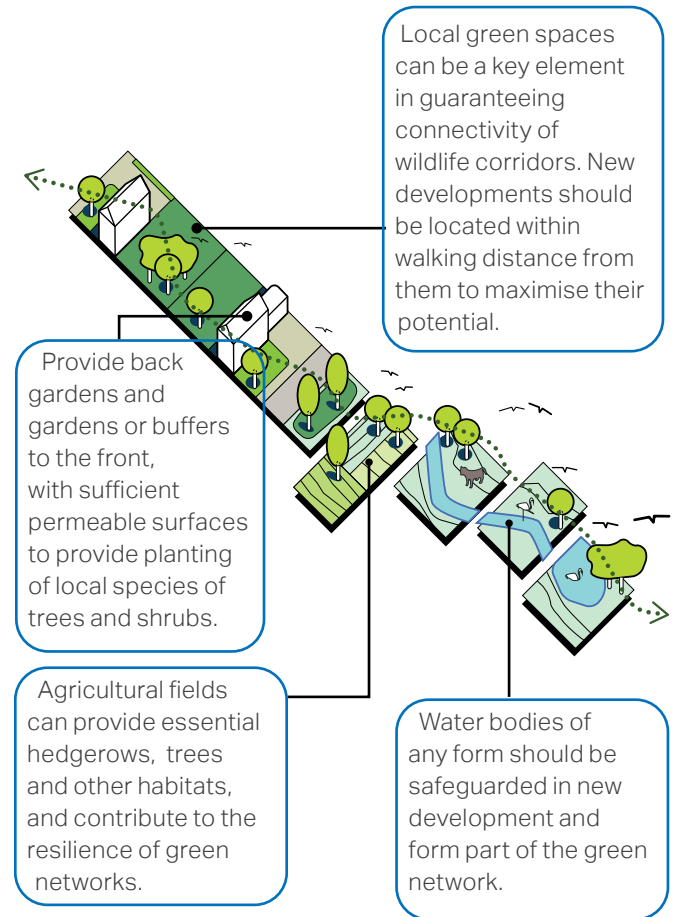 Local green spaces
can be a key element
in guaranteeing
connectivity of
wildlife corridors. New
developments should
be located within
walking distance from
them to maximise their
potential.
Provide back
gardens and
gardens or buffers
to the front,
with sufficient
permeable surfaces
to provide planting
of local species of
trees and shrubs.
Agricultural fields
can provide essential
hedgerows, trees
and other habitats,
and contribute to the
resilience of green
networks.
Water bodies of
any form should be
safeguarded in new
development and
form part of the green
network.